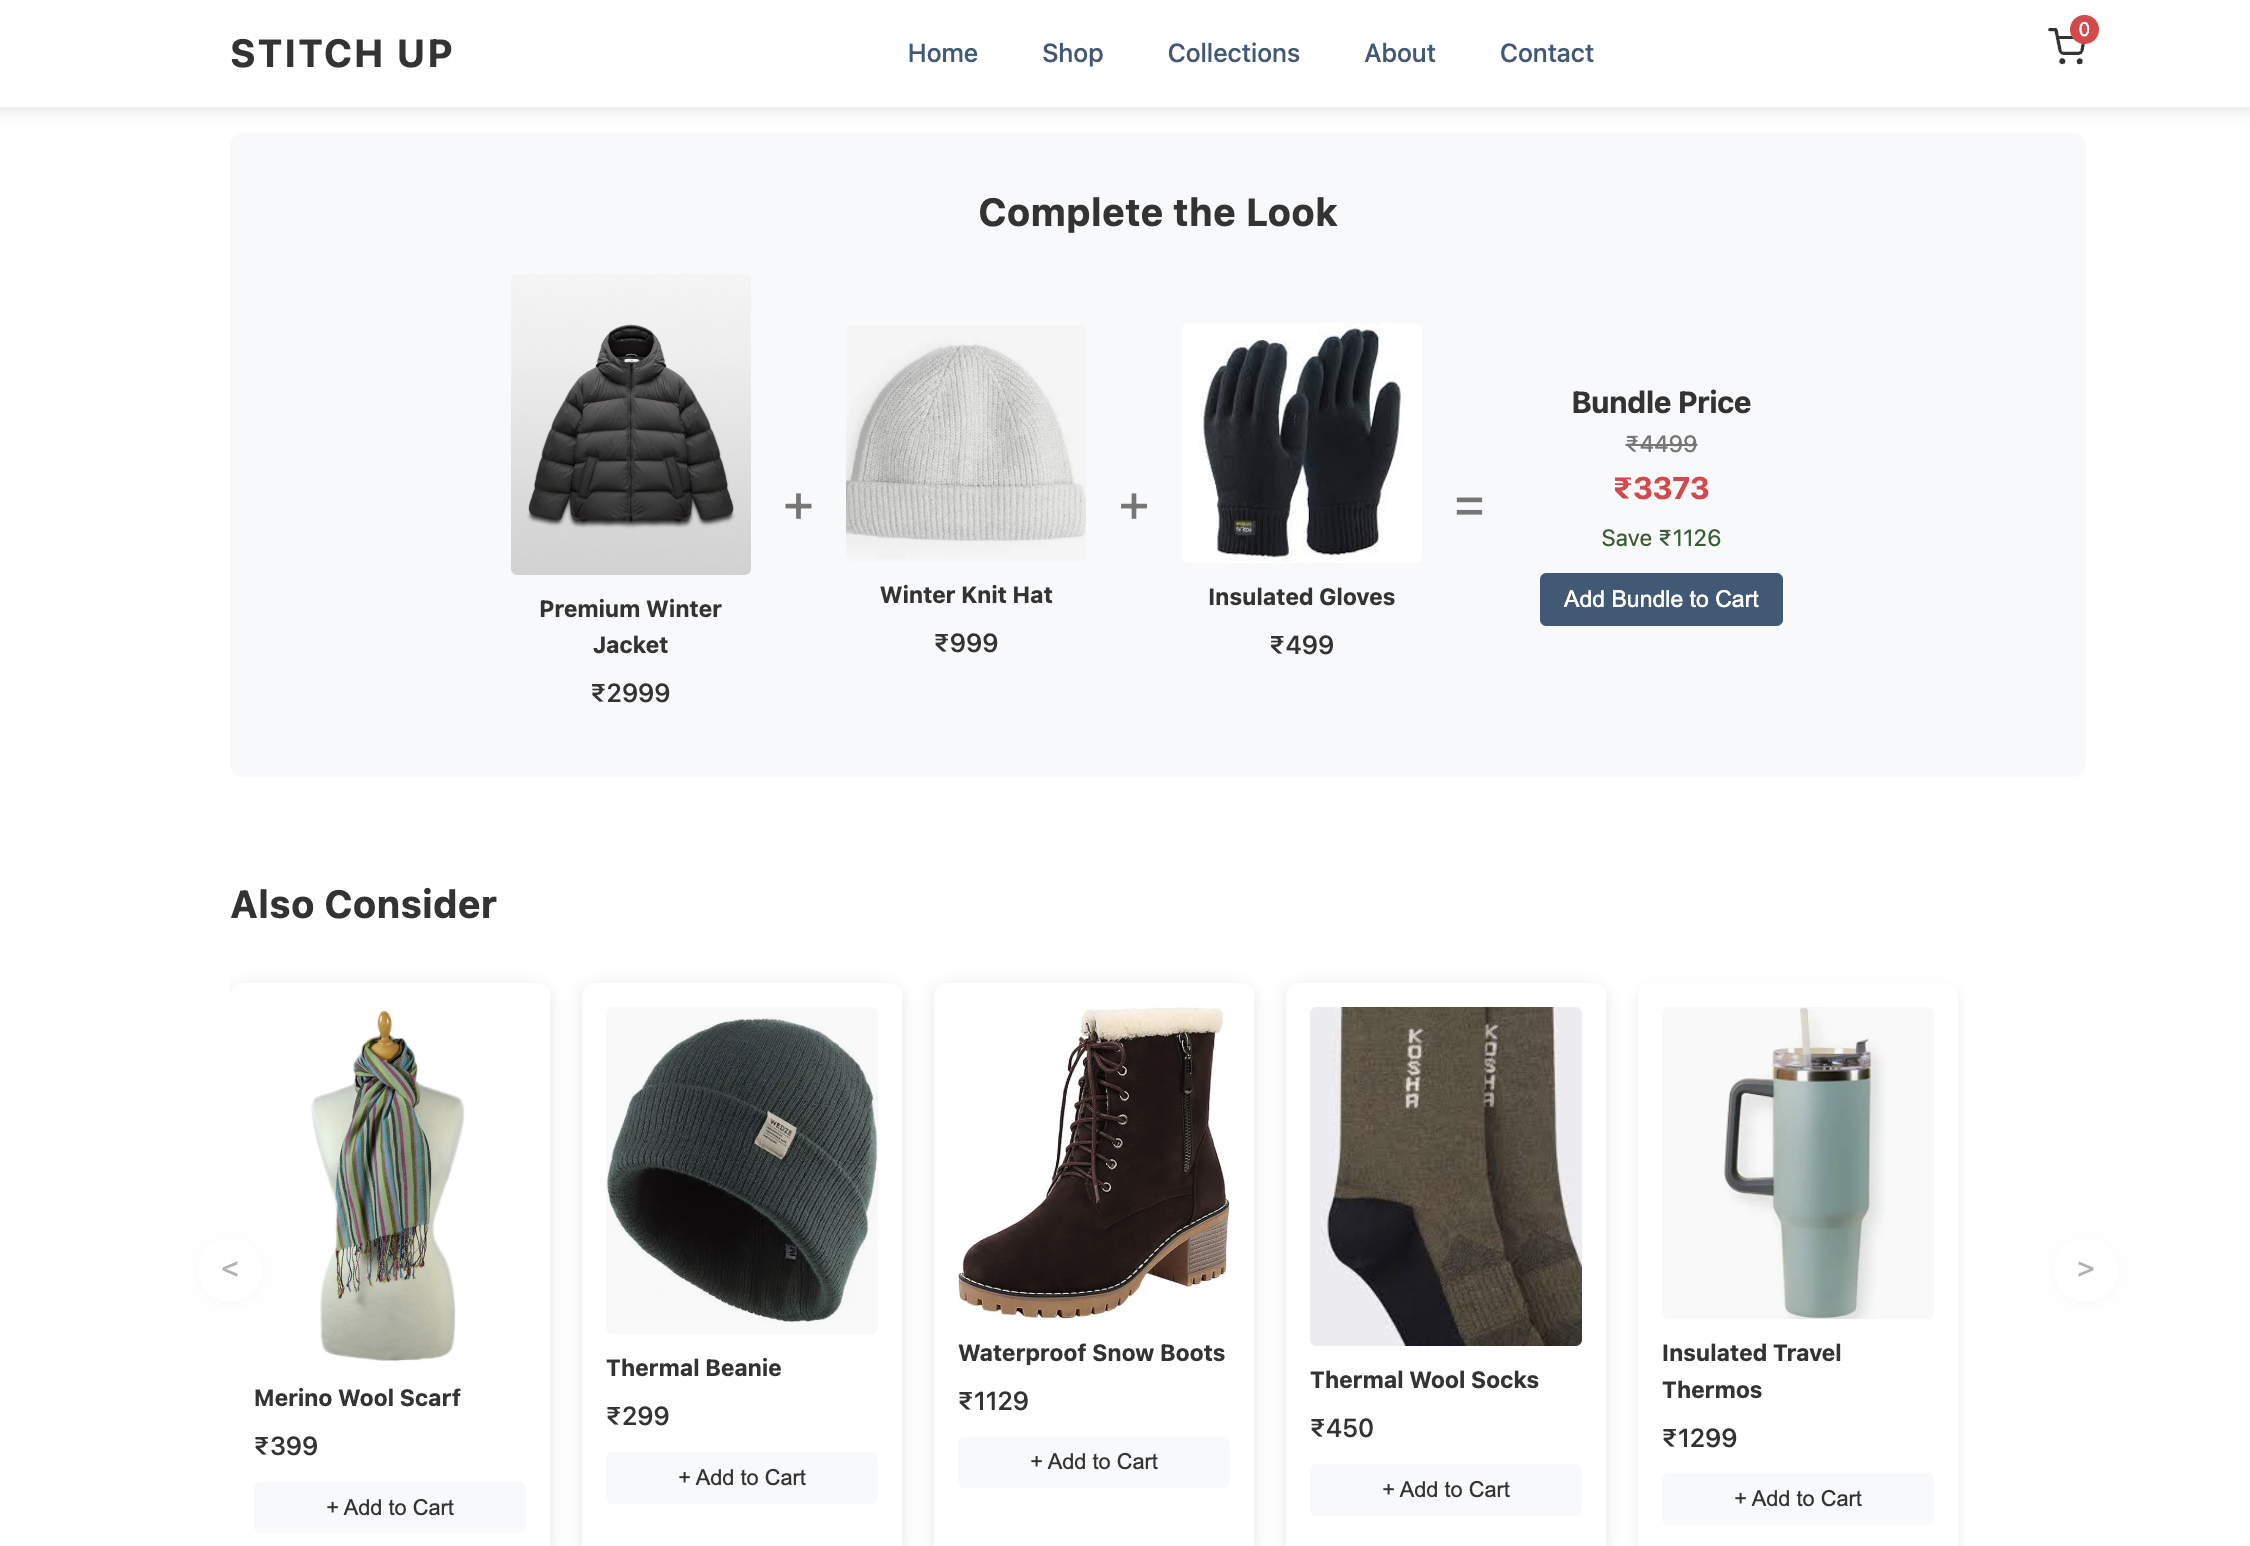 STITCH UP
Home
Shop
Collections
About
Contact
0
Complete the Look
Premium Winter
Jacket
₹2999
+
Winter Knit Hat
₹999
+
Insulated Gloves
₹499
=
Bundle Price
₹4499
₹3373
Save ₹1126
Add Bundle to Cart
Also Consider
<
Merino Wool Scarf
₹399
+ Add to Cart
WEDZE
Thermal Beanie
₹299
+ Add to Cart
Waterproof Snow Boots
₹1129
+ Add to Cart
KOSHA
KOSHA
Thermal Wool Socks
₹450
+ Add to Cart
Insulated Travel
Thermos
₹1299
+ Add to Cart
>